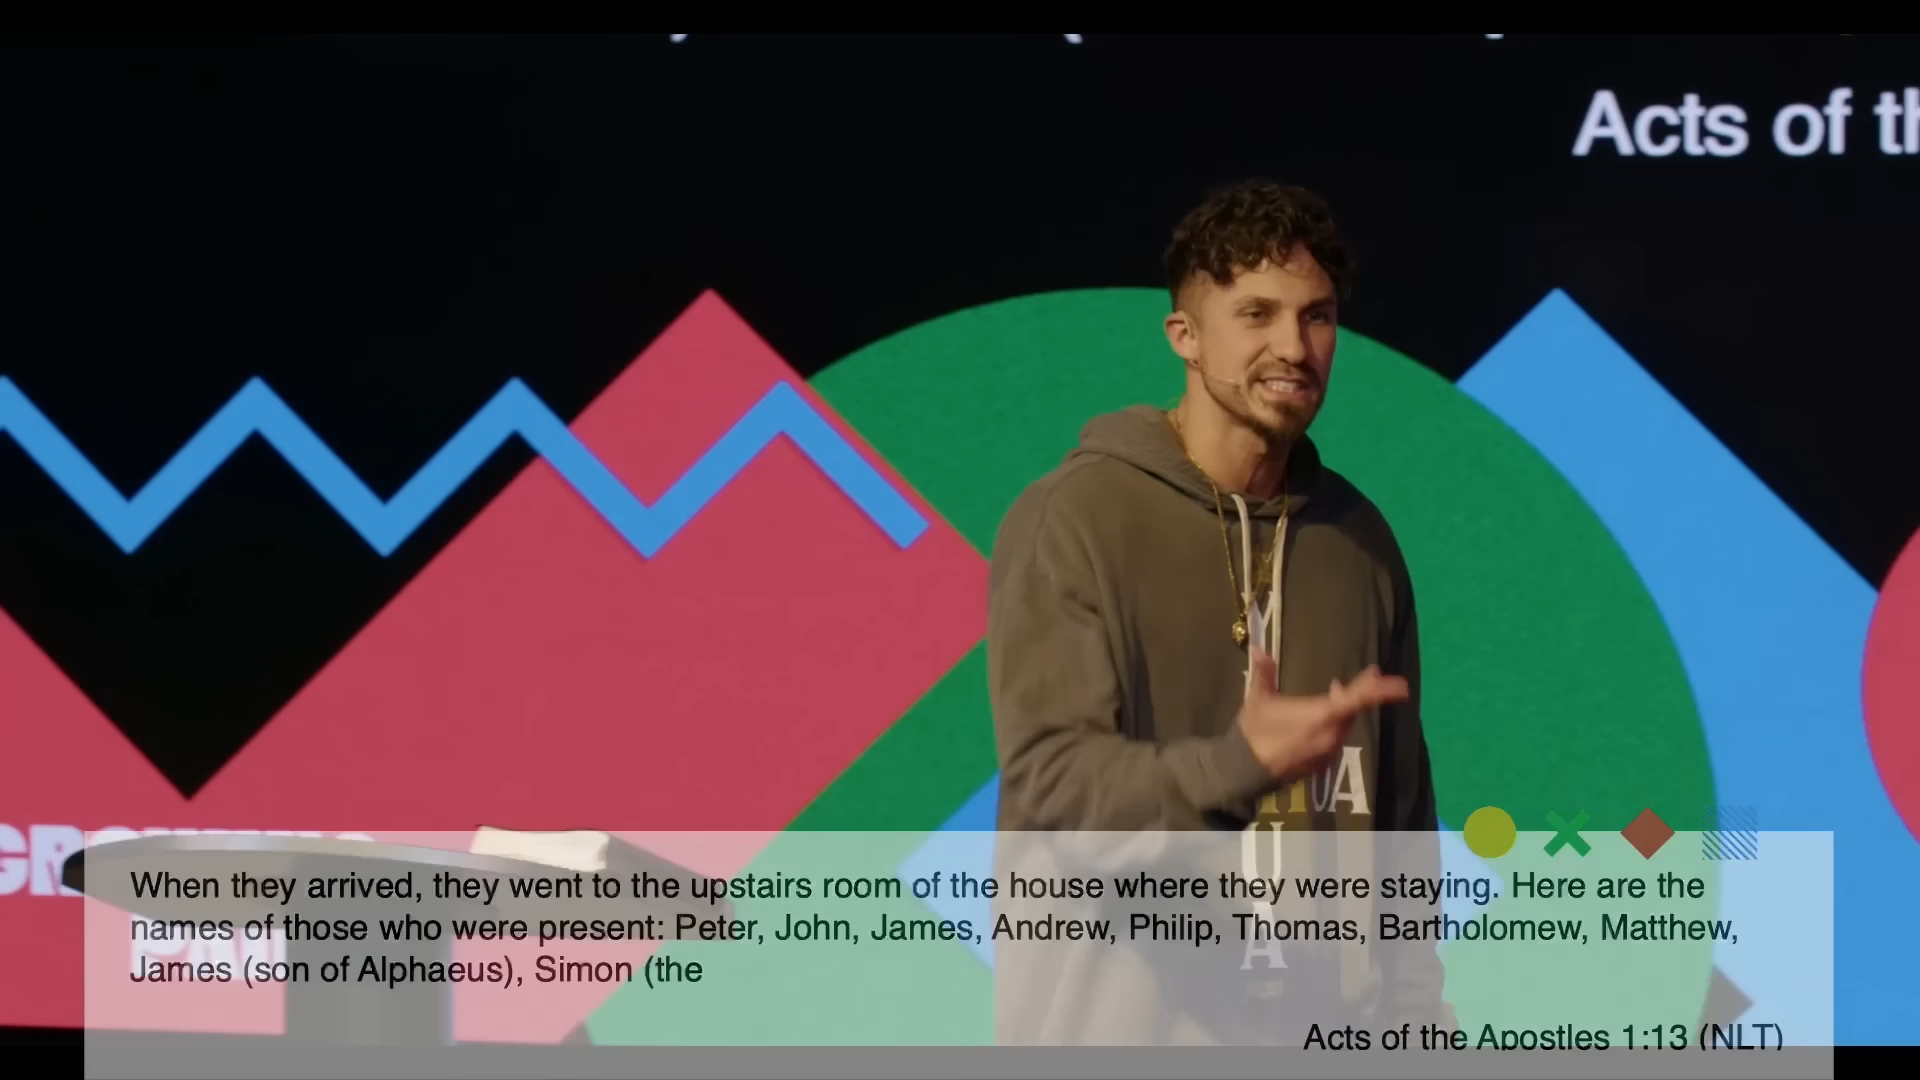 Acts of th
When they arrived, they went to the upstairs room of the house where they were staying. Here are the
names of those who were present: Peter, John, James, Andrew, Philip, Thomas, Bartholomew, Matthew,
James (son of Alphaeus), Simon (the
Acts of the Apostles 1:13 (NLT)